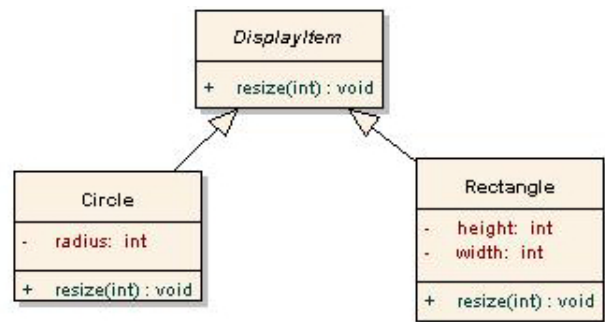 DisplayItem
+ resize(int) : void
Circle
- radius: int
+ resize(int) : void
Rectangle
- height: int
- width: int
+ resize(int) : void